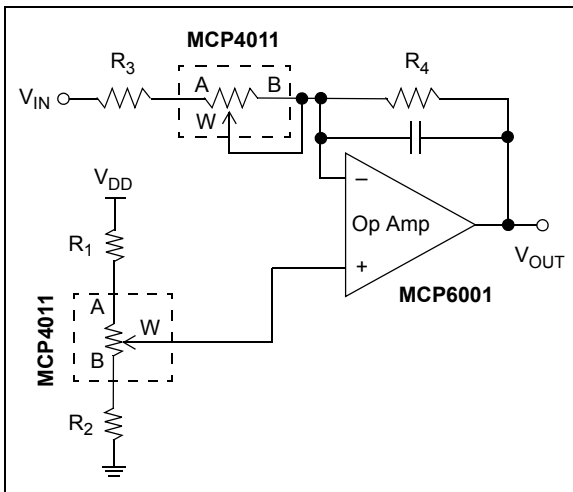 MCP4011
R3
A
B
R4
VIN
W
VDD
–
Op Amp
R1
VOUT
+
MCP6001
A
W
MCP4011
B
R2